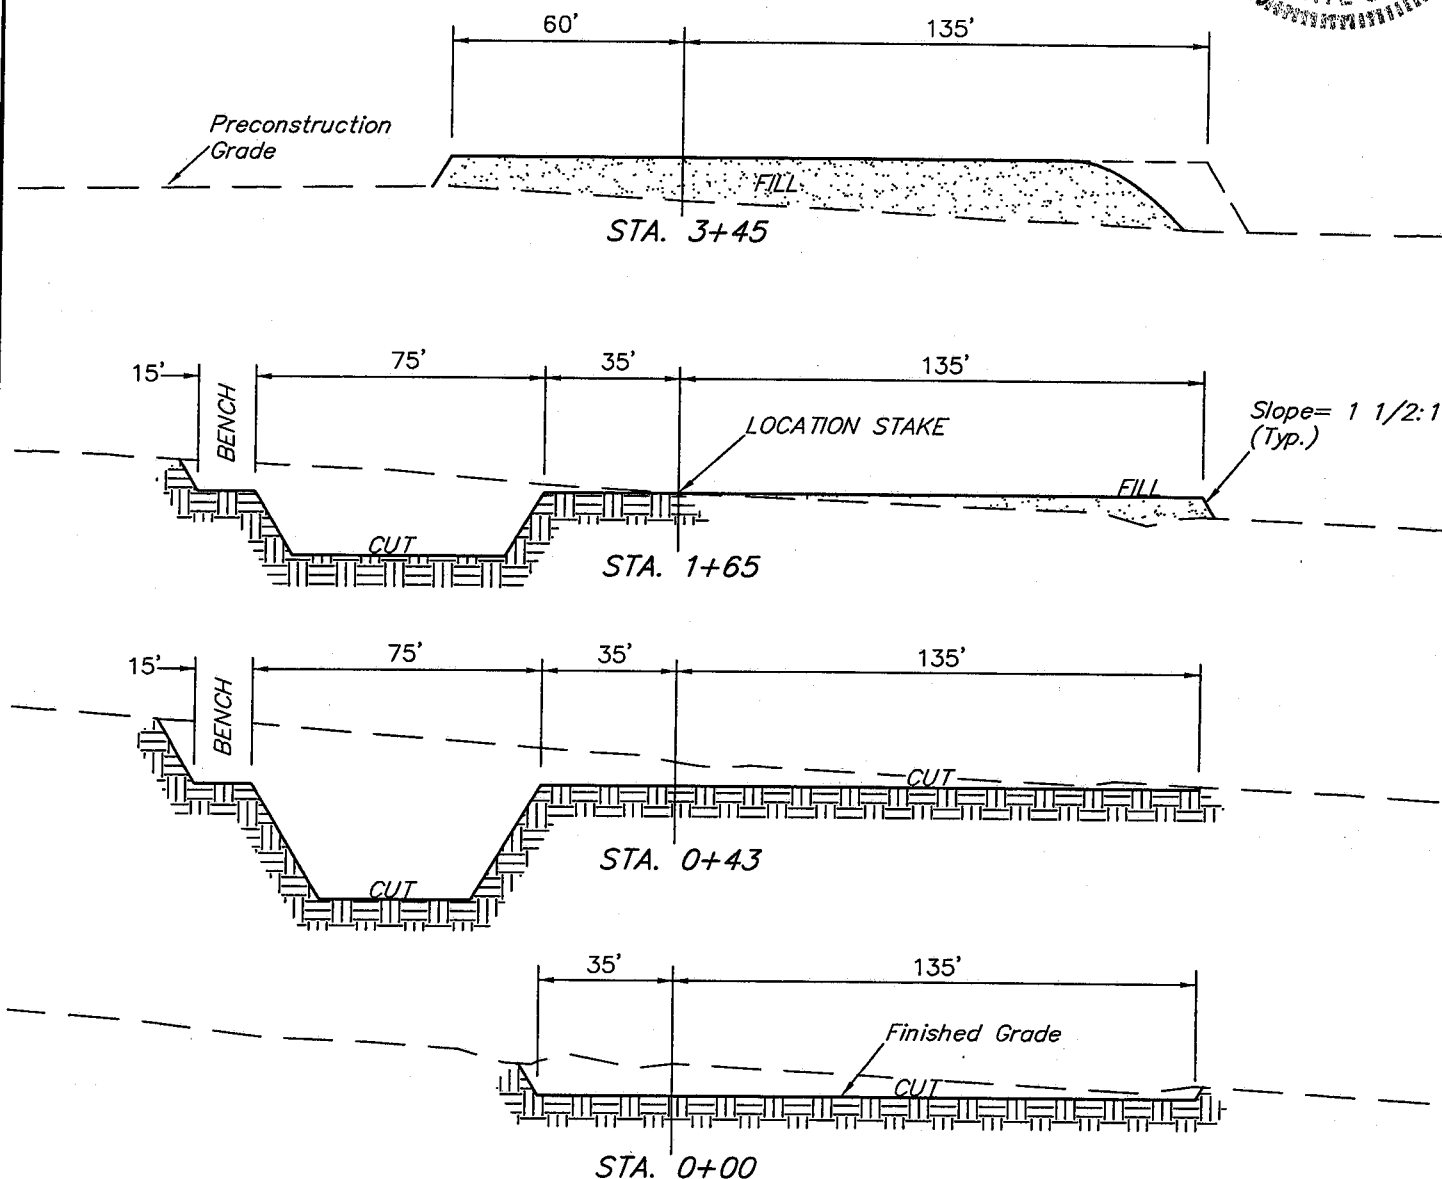 60' 135'
Preconstruction
Grade
FILL
STA. 3+45
15' BENCH 75' 35' 135'
LOCATION STAKE
Slope= 1 1/2:1
(Typ.)
FILL
CUT
STA. 1+65
15' BENCH 75' 35' 135'
CUT
STA. 0+43
CUT
35' 135'
Finished Grade
CUT
STA. 0+00